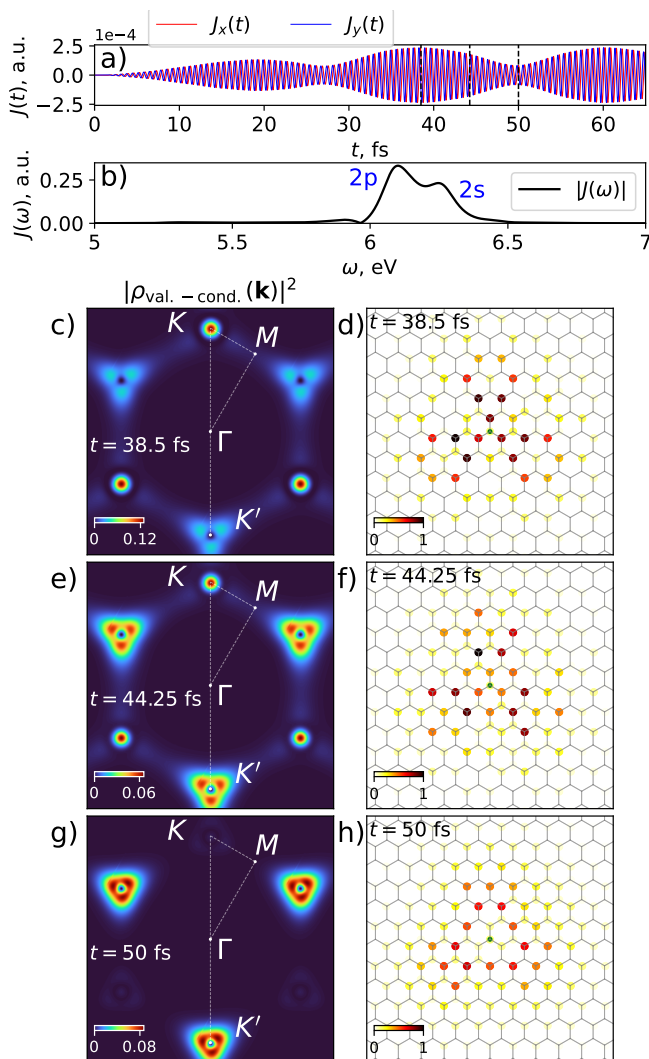 J_x(t) J_y(t)
1e−4
a)
J(t), a.u.
2.5
0.0
−2.5
0 10 20 30 40 50 60
t, fs
b)
J(ω), a.u.
0.25
0.00
2p
2s
|J(ω)|
5 5.5 6 6.5 7
ω, eV
|ρ_{val. − cond.}(𝐤)|²
c)
K
M
Γ
K′
t = 38.5 fs
0 0.12
d)
t = 38.5 fs
0 1
e)
K
M
Γ
K′
t = 44.25 fs
0 0.06
f)
t = 44.25 fs
0 1
g)
K
M
Γ
K′
t = 50 fs
0 0.08
h)
t = 50 fs
0 1